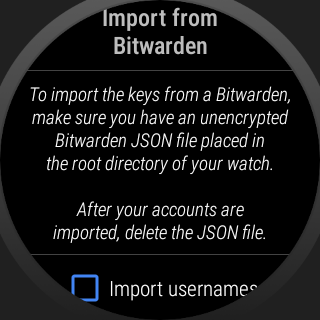 Import from
Bitwarden
To import the keys from a Bitwarden,
make sure you have an unencrypted
Bitwarden JSON file placed in
the root directory of your watch.
After your accounts are
imported, delete the JSON file.
Import usernames